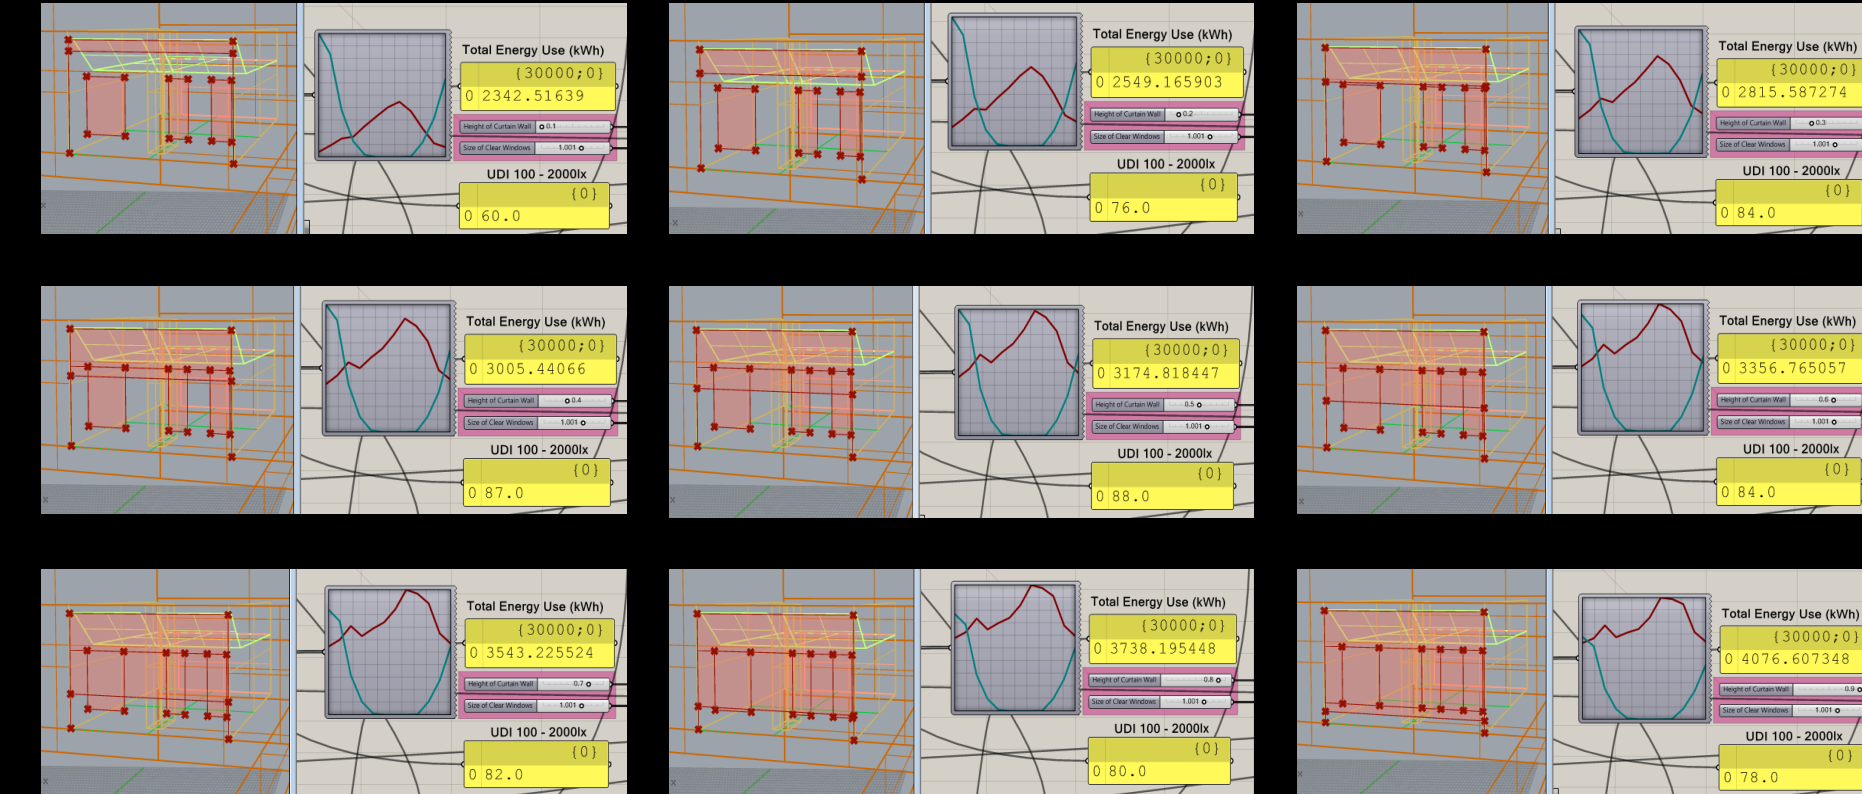 Total Energy Use (kWh)
{30000;0}
0 2342.51639
Height of Curtain Wall 0.1
Size of Clear Windows 1.001
UDI 100 - 2000lx
{0}
0 60.0
x
Total Energy Use (kWh)
{30000;0}
0 2549.165903
Height of Curtain Wall 0.2
Size of Clear Windows 1.001
UDI 100 - 2000lx
{0}
0 76.0
x
Total Energy Use (kWh)
{30000;0}
0 2815.587274
Height of Curtain Wall 0.3
Size of Clear Windows 1.001
UDI 100 - 2000lx
{0}
0 84.0
x
Total Energy Use (kWh)
{30000;0}
0 3005.44066
Height of Curtain Wall 0.4
Size of Clear Windows 1.001
UDI 100 - 2000lx
{0}
0 87.0
x
Total Energy Use (kWh)
{30000;0}
0 3174.818447
Height of Curtain Wall 0.5
Size of Clear Windows 1.001
UDI 100 - 2000lx
{0}
0 88.0
x
Total Energy Use (kWh)
{30000;0}
0 3356.765057
Height of Curtain Wall 0.6
Size of Clear Windows 1.001
UDI 100 - 2000lx
{0}
0 84.0
x
Total Energy Use (kWh)
{30000;0}
0 3543.225524
Height of Curtain Wall 0.7
Size of Clear Windows 1.001
UDI 100 - 2000lx
{0}
0 82.0
x
Total Energy Use (kWh)
{30000;0}
0 3738.195448
Height of Curtain Wall 0.8
Size of Clear Windows 1.001
UDI 100 - 2000lx
{0}
0 80.0
x
Total Energy Use (kWh)
{30000;0}
0 4076.607348
Height of Curtain Wall 0.9
Size of Clear Windows 1.001
UDI 100 - 2000lx
{0}
0 78.0
x